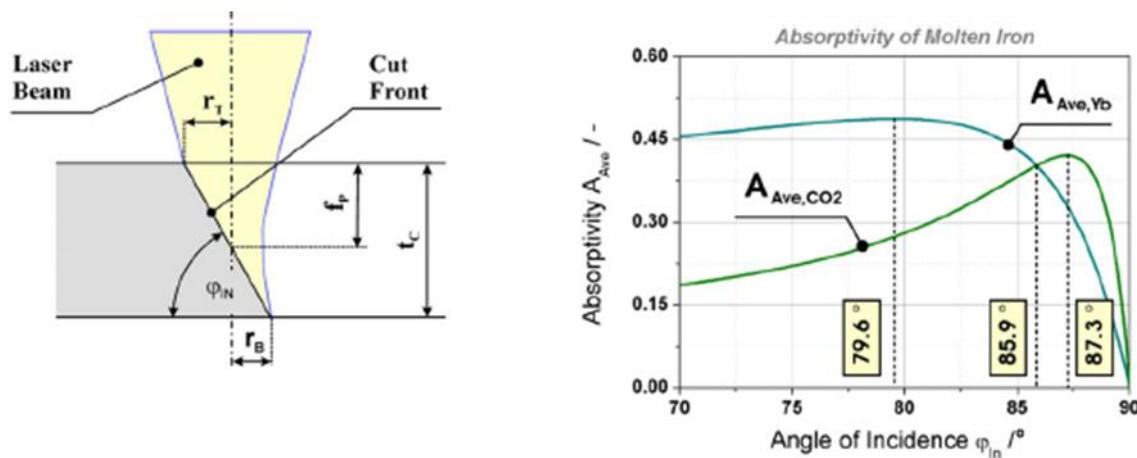 Laser
Beam
Cut
Front
r_T
f_P
t_C
φ_IN
r_B
Absorptivity of Molten Iron
Absorptivity A_Ave / -
0.60
0.45
0.30
0.15
0.00
A_Ave,Yb
A_Ave,CO2
79.6°
85.9°
87.3°
70
75
80
85
90
Angle of Incidence φ_In /°